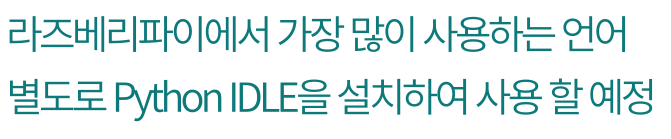 라즈베리파이에서 가장 많이 사용하는 언어
별도로 Python IDLE을 설치하여 사용 할 예정